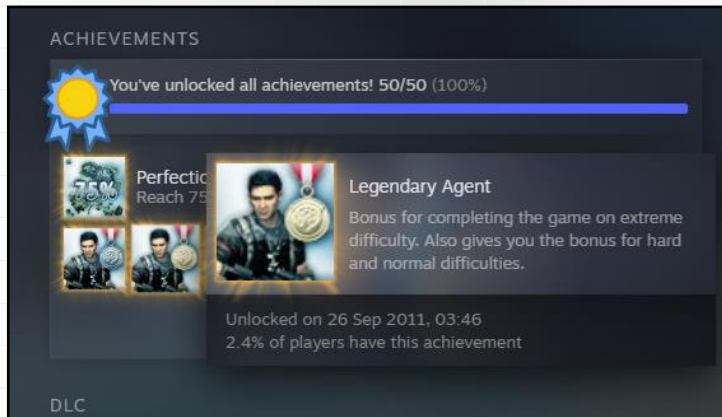 ACHIEVEMENTS
You've unlocked all achievements! 50/50 (100%)
75%
Reach 75
Legendary Agent
Bonus for completing the game on extreme
difficulty. Also gives you the bonus for hard
and normal difficulties.
Unlocked on 26 Sep 2011, 03:46
2.4% of players have this achievement
DLC